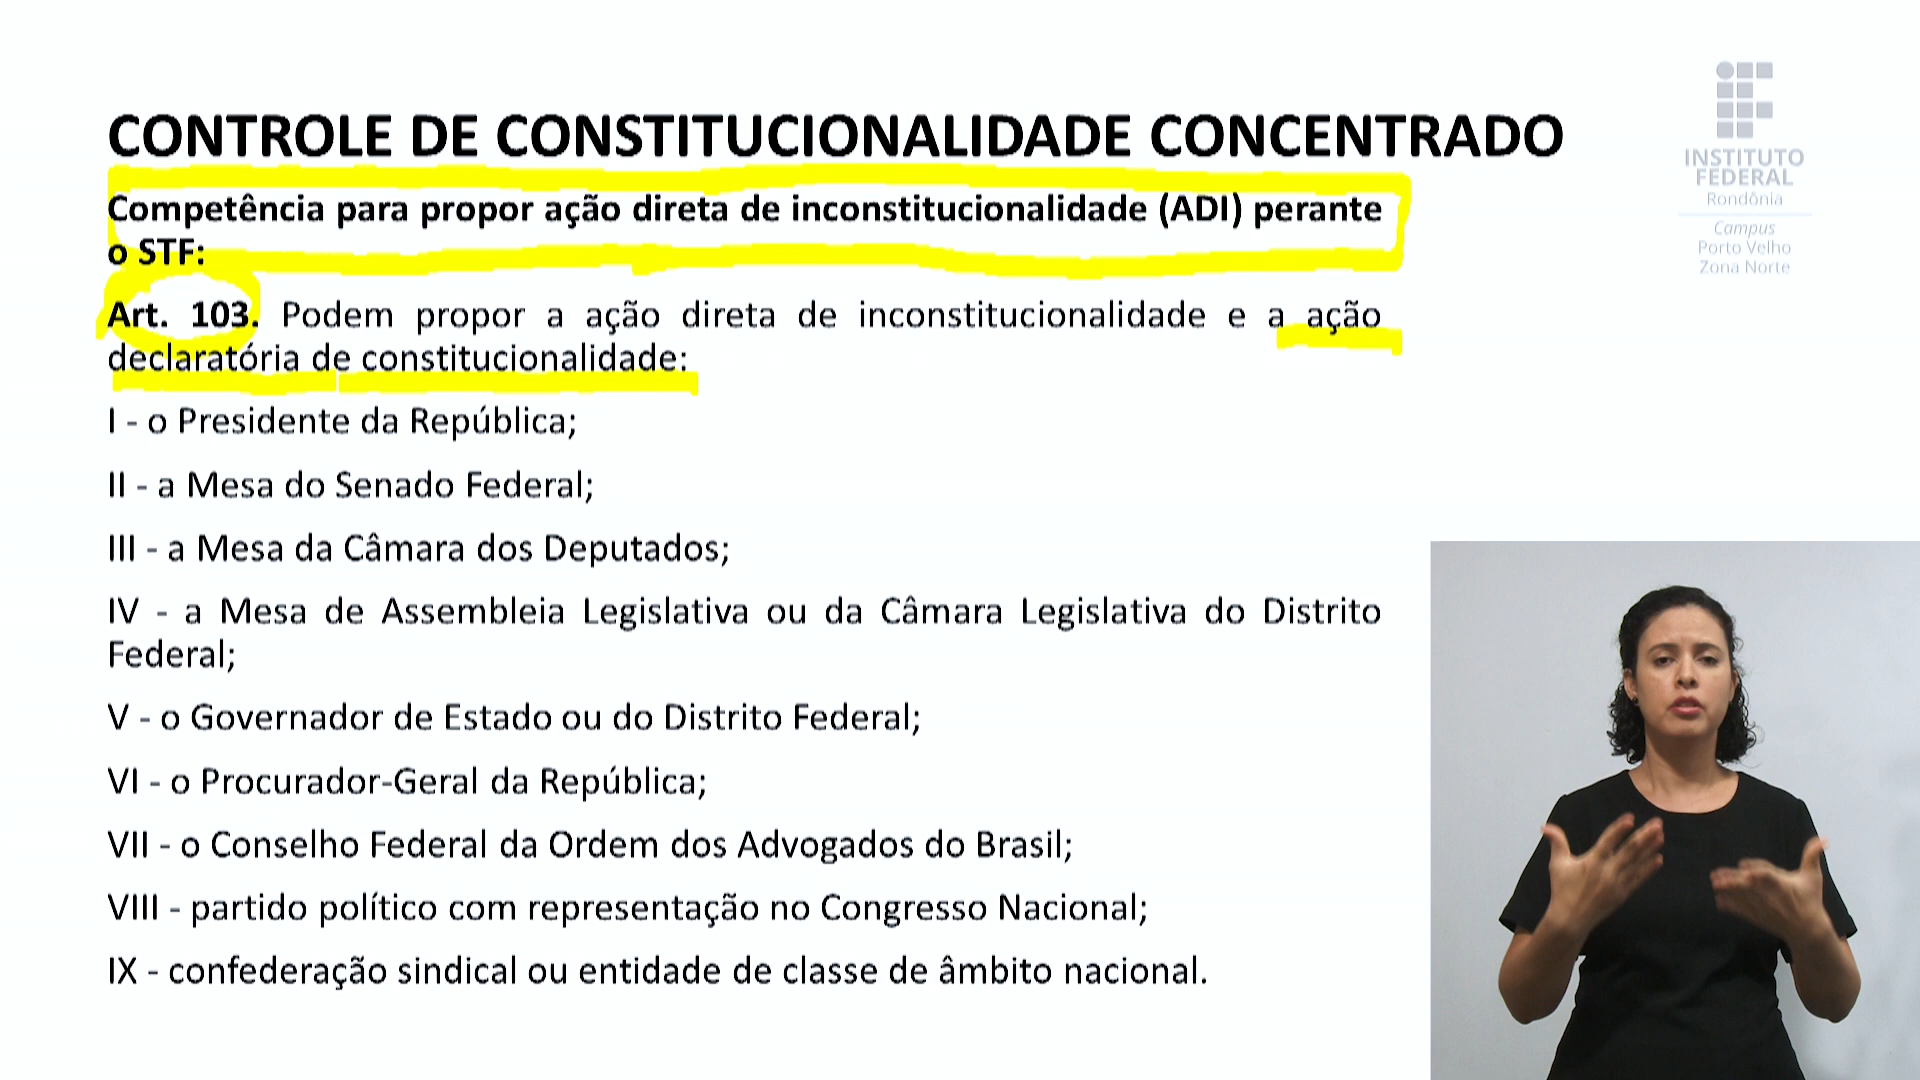 CONTROLE DE CONSTITUCIONALIDADE CONCENTRADO
Competência para propor ação direta de inconstitucionalidade (ADI) perante
o STF:
Art. 103. Podem propor a ação direta de inconstitucionalidade e a ação
declaratória de constitucionalidade:
I - o Presidente da República;
II - a Mesa do Senado Federal;
III - a Mesa da Câmara dos Deputados;
IV - a Mesa de Assembleia Legislativa ou da Câmara Legislativa do Distrito
Federal;
V - o Governador de Estado ou do Distrito Federal;
VI - o Procurador-Geral da República;
VII - o Conselho Federal da Ordem dos Advogados do Brasil;
VIII - partido político com representação no Congresso Nacional;
IX - confederação sindical ou entidade de classe de âmbito nacional.
INSTITUTO
FEDERAL
Rondônia
Campus
Porto Velho
Zona Norte